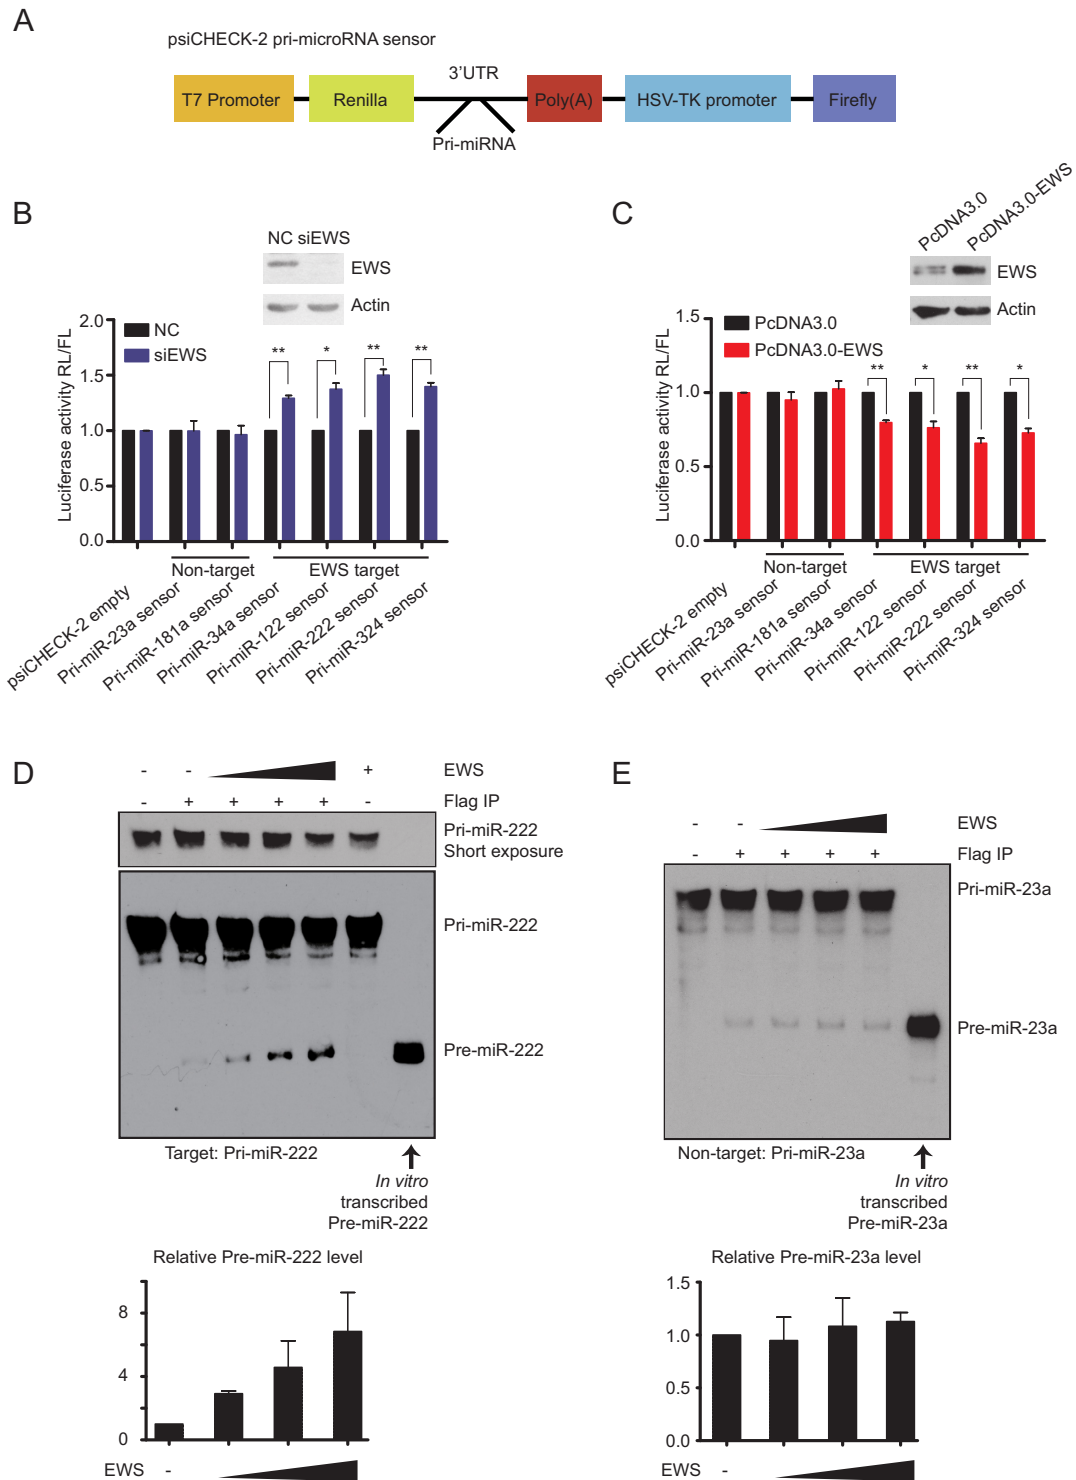 A
psiCHECK-2 pri-microRNA sensor
3'UTR
T7 Promoter
Renilla
Poly(A)
HSV-TK promoter
Firefly
Pri-miRNA
B
NC siEWS
EWS
Actin
Luciferase activity RL/FL
2.0
1.5
1.0
0.5
0.0
NC
siEWS
** * ** **
Non-target
EWS target
psiCHECK-2 empty
Pri-miR-23a sensor
Pri-miR-181a sensor
Pri-miR-34a sensor
Pri-miR-122 sensor
Pri-miR-222 sensor
Pri-miR-324 sensor
C
PcDNA3.0
PcDNA3.0-EWS
EWS
Actin
Luciferase activity RL/FL
1.5
1.0
0.5
0.0
PcDNA3.0
PcDNA3.0-EWS
** * ** *
Non-target
EWS target
psiCHECK-2 empty
Pri-miR-23a sensor
Pri-miR-181a sensor
Pri-miR-34a sensor
Pri-miR-122 sensor
Pri-miR-222 sensor
Pri-miR-324 sensor
D
- - + EWS
- + + + + - Flag IP
Pri-miR-222
Short exposure
Pri-miR-222
Pre-miR-222
Target: Pri-miR-222
In vitro
transcribed
Pre-miR-222
Relative Pre-miR-222 level
8
4
0
EWS -
E
- - EWS
- + + + + Flag IP
Pri-miR-23a
Pre-miR-23a
Non-target: Pri-miR-23a
In vitro
transcribed
Pre-miR-23a
Relative Pre-miR-23a level
1.5
1.0
0.5
0.0
EWS -